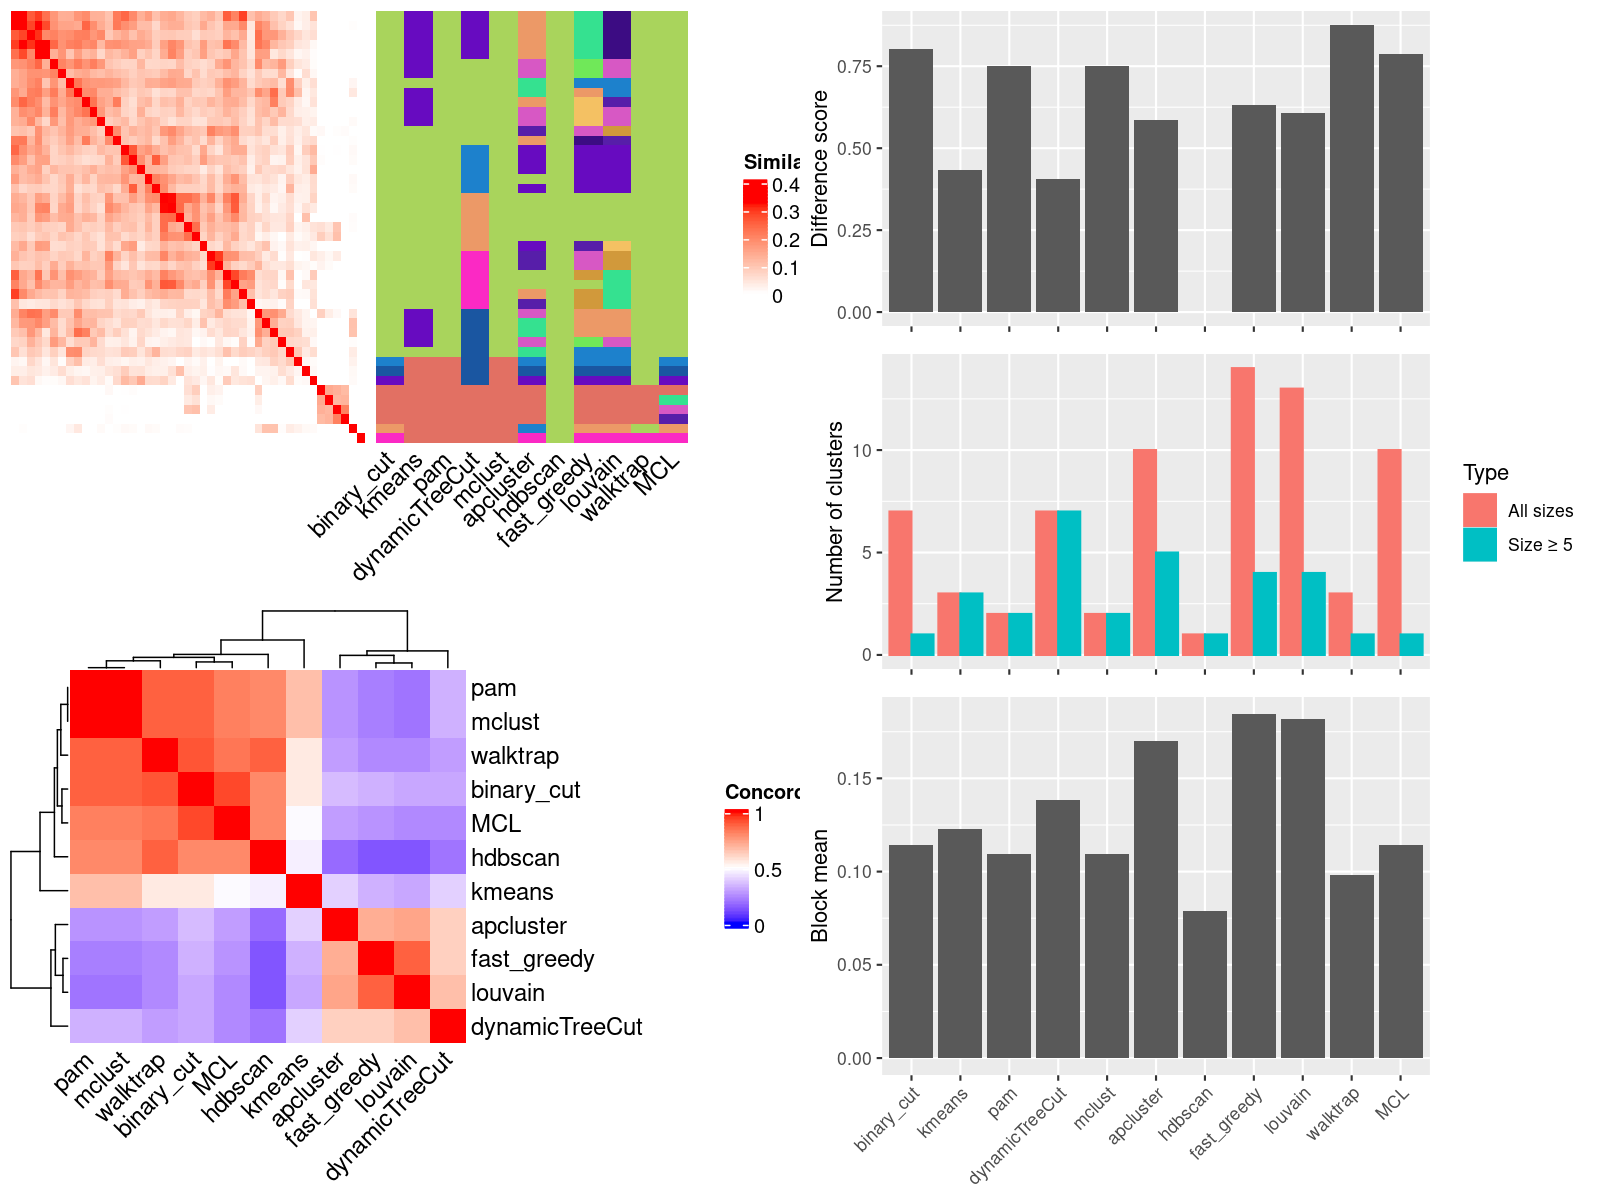 Simila
0.4
0.3
0.2
0.1
0
binary_cut
kmeans
pam
dynamicTreeCut
mclust
apcluster
hdbscan
fast_greedy
louvain
walktrap
MCL
pam
mclust
walktrap
binary_cut
MCL
hdbscan
kmeans
apcluster
fast_greedy
louvain
dynamicTreeCut
pam
mclust
walktrap
binary_cut
MCL
hdbscan
kmeans
apcluster
fast_greedy
louvain
dynamicTreeCut
Concord
1
0.5
0
Difference score
0.75
0.50
0.25
0.00
Number of clusters
10
5
0
Type
All sizes
Size ≥ 5
Block mean
0.15
0.10
0.05
0.00
binary_cut
kmeans
pam
dynamicTreeCut
mclust
apcluster
hdbscan
fast_greedy
louvain
walktrap
MCL